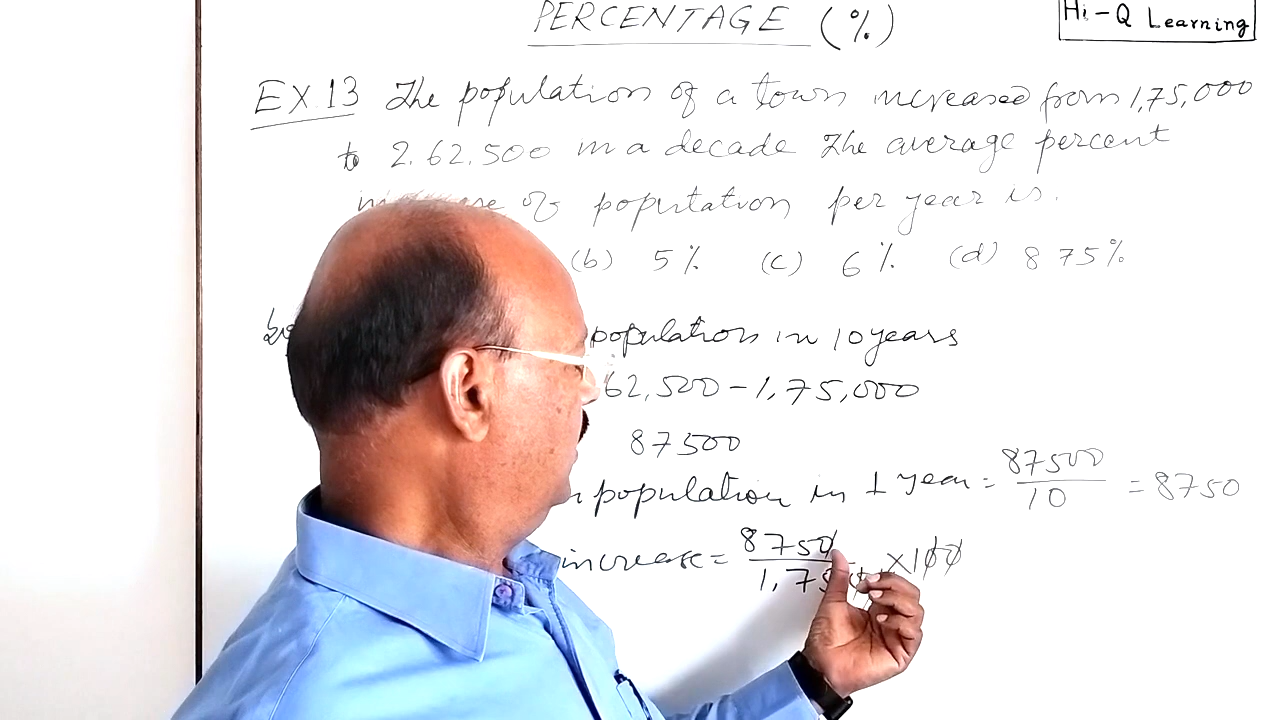 PERCENTAGE (%)
Hi-Q Learning
EX.13 The population of a town increased from 1,75,000
to 2.62.500 in a decade The average percent
of population per year is.
(b) 5% (c) 6% (d) 8 75%
population in 10 years
62,500 - 1,75,000
87500
population in 1 year = 87500/10 = 8750
increase = 8750/1,75 ×100